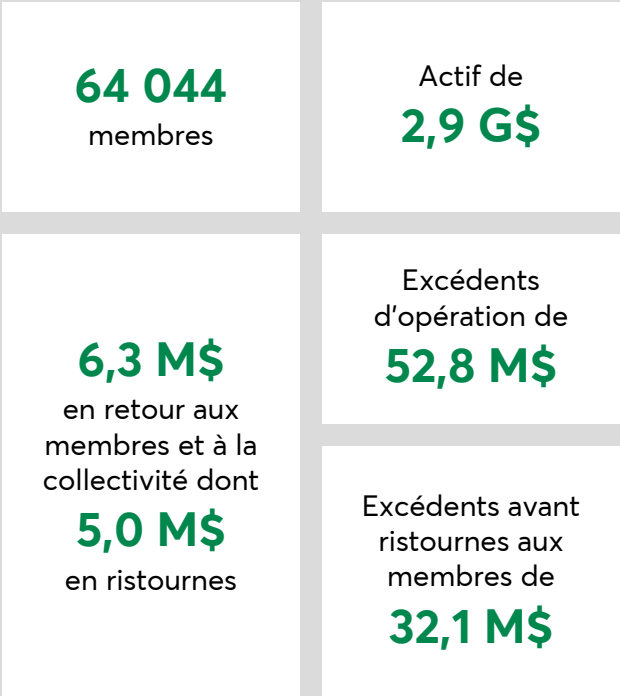 64 044
membres
Actif de
2,9 G$
6,3 M$
en retour aux
membres et à la
collectivité dont
5,0 M$
en ristournes
Excédents
d'opération de
52,8 M$
Excédents avant
ristournes aux
membres de
32,1 M$